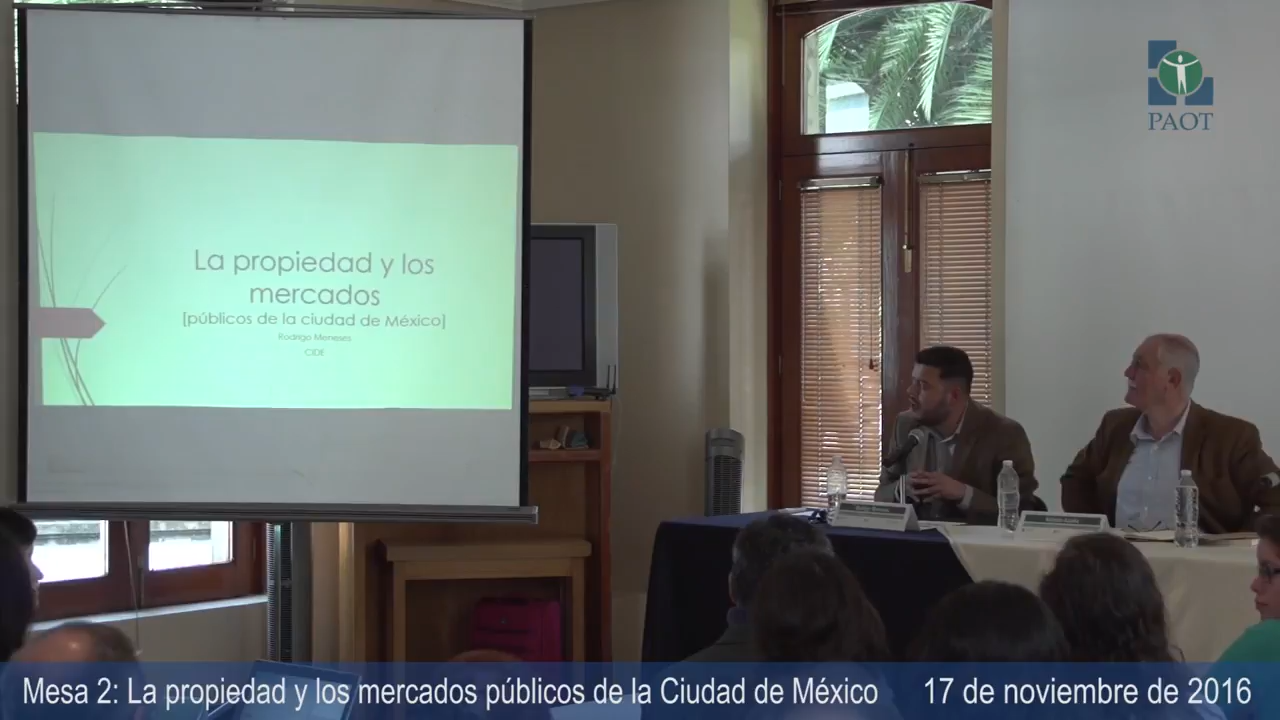 PAOT
La propiedad y los
mercados
[públicos de la ciudad de México]
Rodrigo Meneses
CIDE
Mesa 2: La propiedad y los mercados públicos de la Ciudad de México
17 de noviembre de 2016